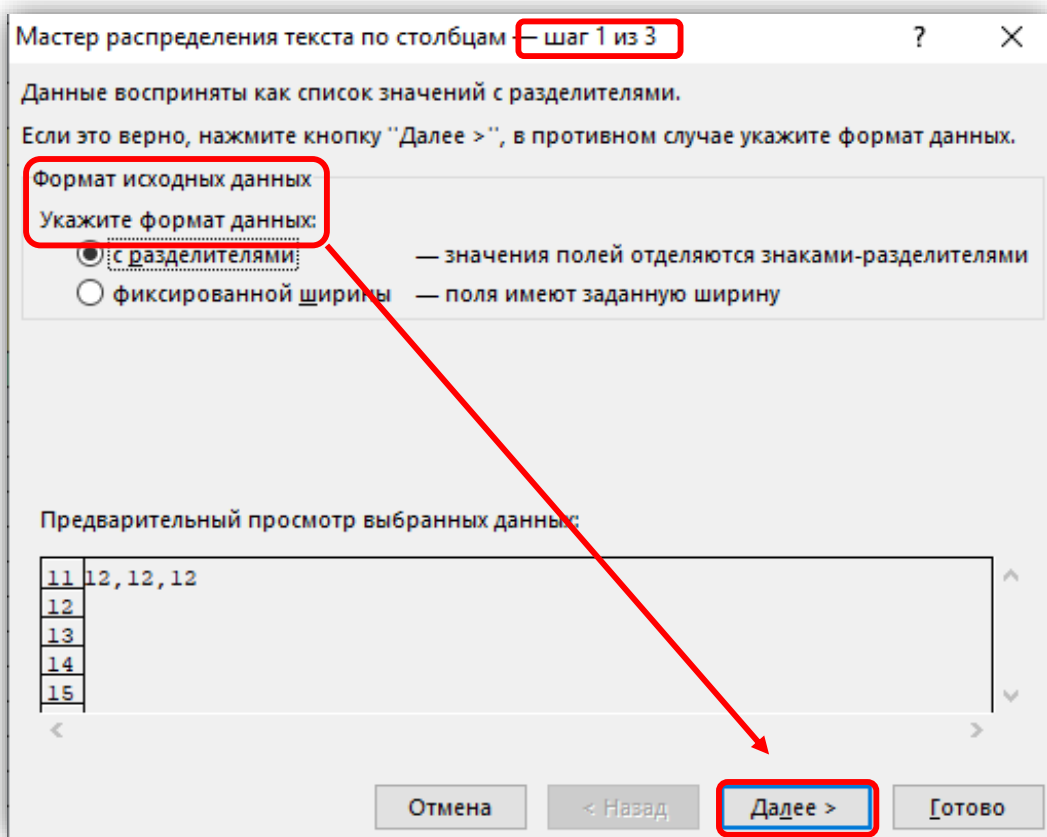 Мастер распределения текста по столбцам — шаг 1 из 3 ?
Данные восприняты как список значений с разделителями.
Если это верно, нажмите кнопку "Далее >", в противном случае укажите формат данных.
Формат исходных данных
Укажите формат данных:
с разделителями — значения полей отделяются знаками-разделителями
фиксированной ширины — поля имеют заданную ширину
Предварительный просмотр выбранных данных:
11 12,12,12
12
13
14
15
Отмена < Назад Далее > Готово